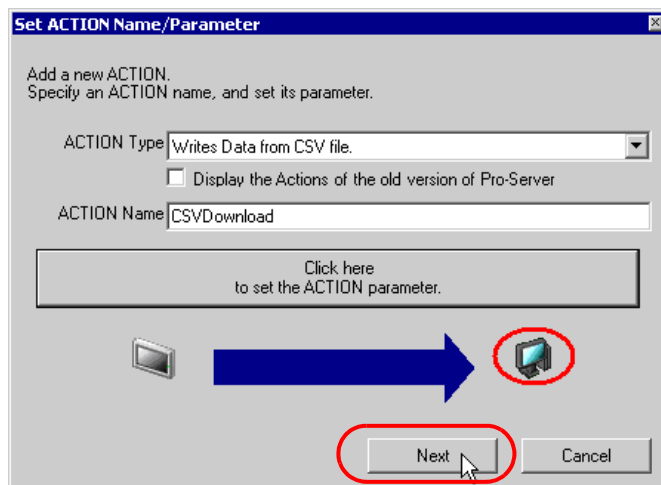 Set ACTION Name/Parameter
Add a new ACTION.
Specify an ACTION name, and set its parameter.
ACTION Type Writes Data from CSV file.
Display the Actions of the old version of Pro-Server
ACTION Name CSVDownload
Click here
to set the ACTION parameter.
Next Cancel